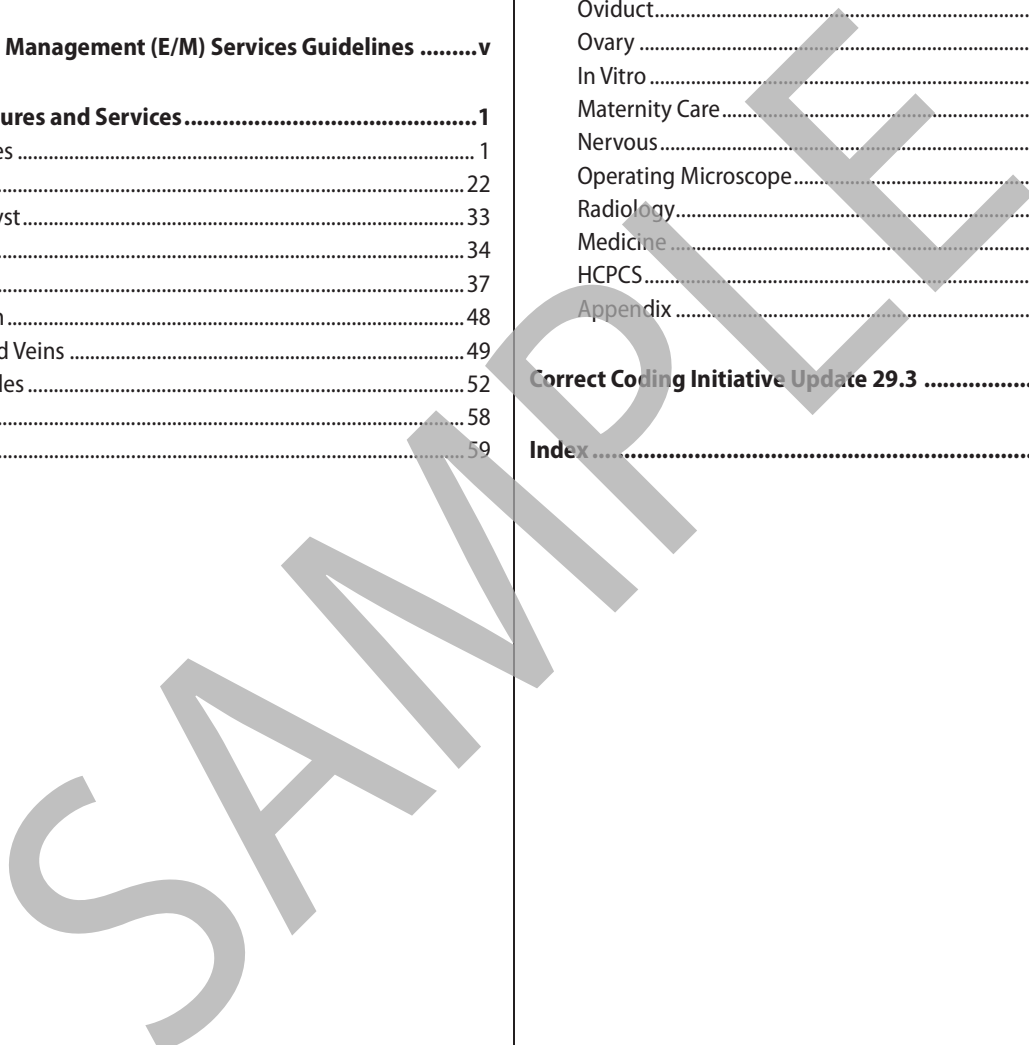 Management (E/M) Services Guidelines .........v
ures and Services...........................................1
es .................................................................................. 1
.....................................................................................22
yst................................................................................33
.....................................................................................34
.....................................................................................37
n...................................................................................48
d Veins ........................................................................49
les................................................................................52
.....................................................................................58
.....................................................................................59
Oviduct.....................................................................
Ovary ........................................................................
In Vitro ......................................................................
Maternity Care.........................................................
Nervous....................................................................
Operating Microscope............................................
Radiology.................................................................
Medicine ..................................................................
HCPCS.......................................................................
Appendix .................................................................
Correct Coding Initiative Update 29.3 .................
Index .........................................................................
SAMPLE